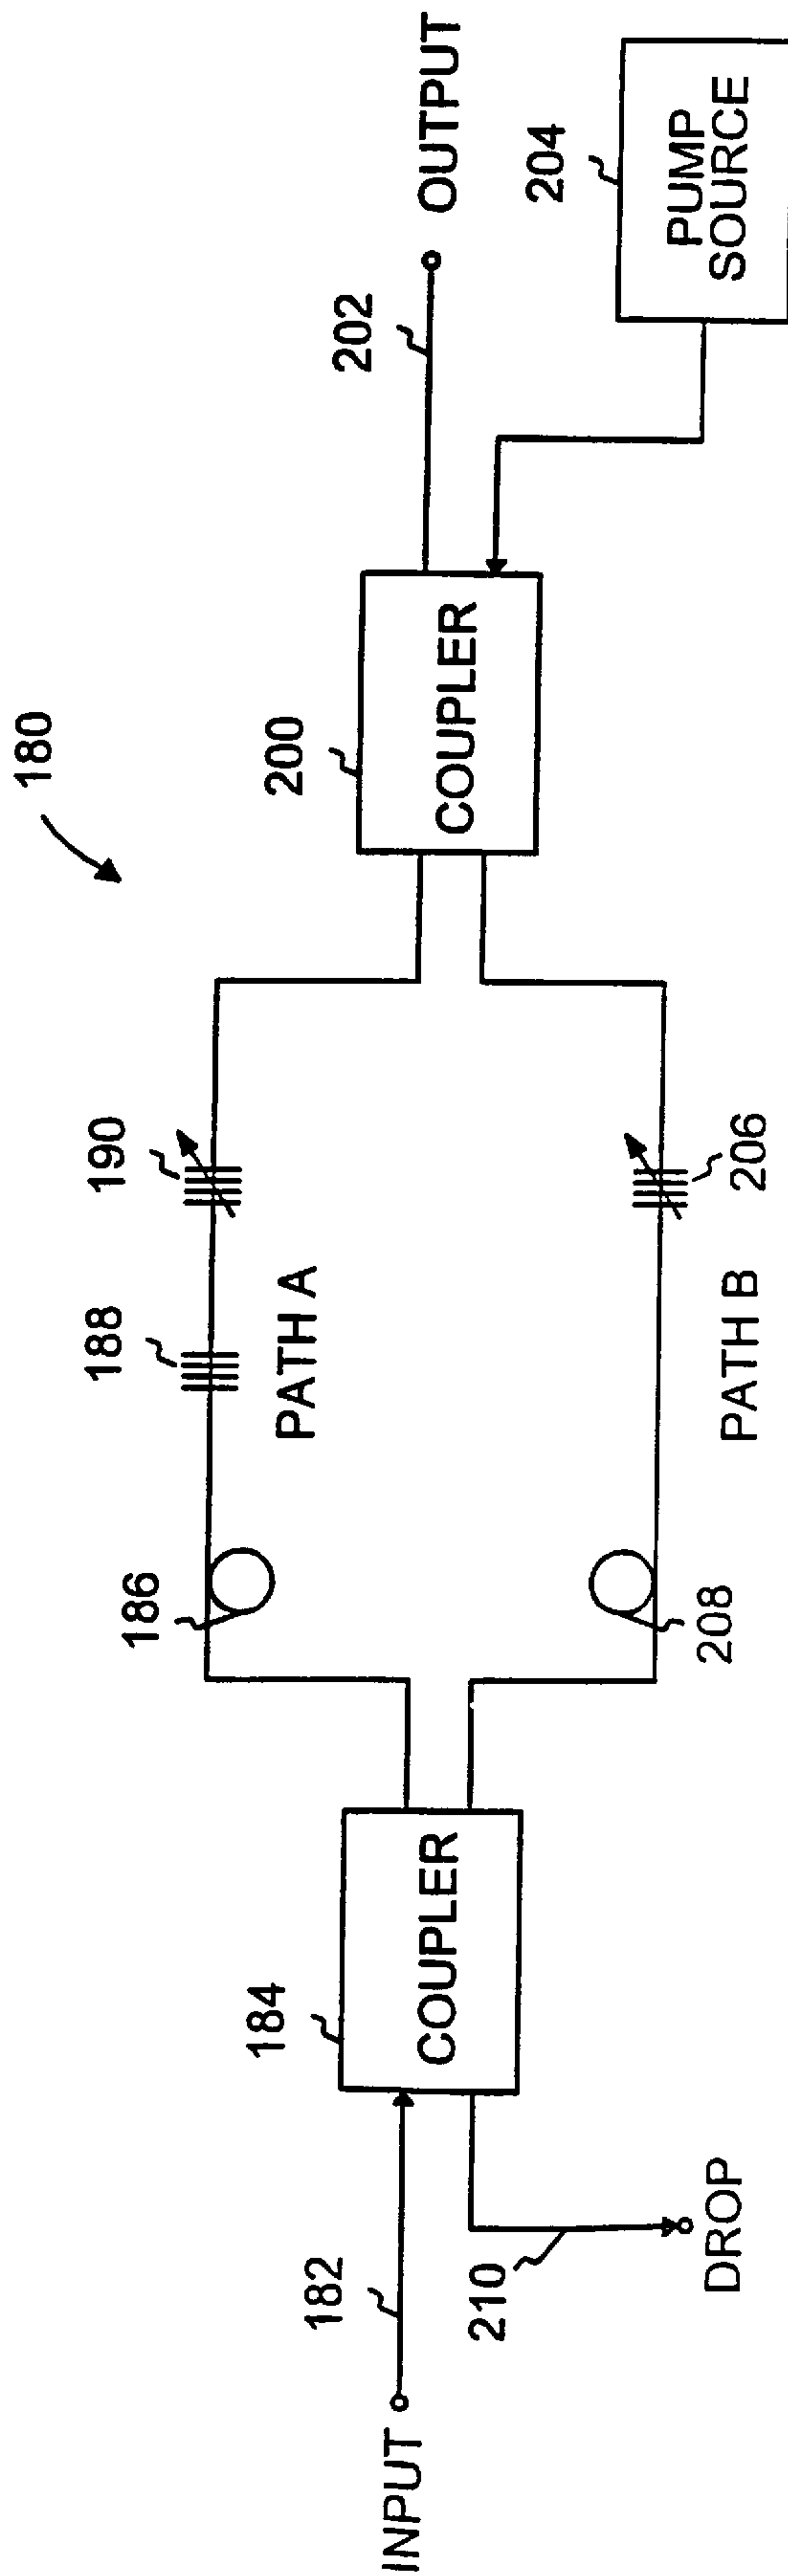 180
INPUT
182
184
COUPLER
210
DROP
186
188
190
PATH A
208
206
PATH B
200
COUPLER
202
OUTPUT
204
PUMP
SOURCE